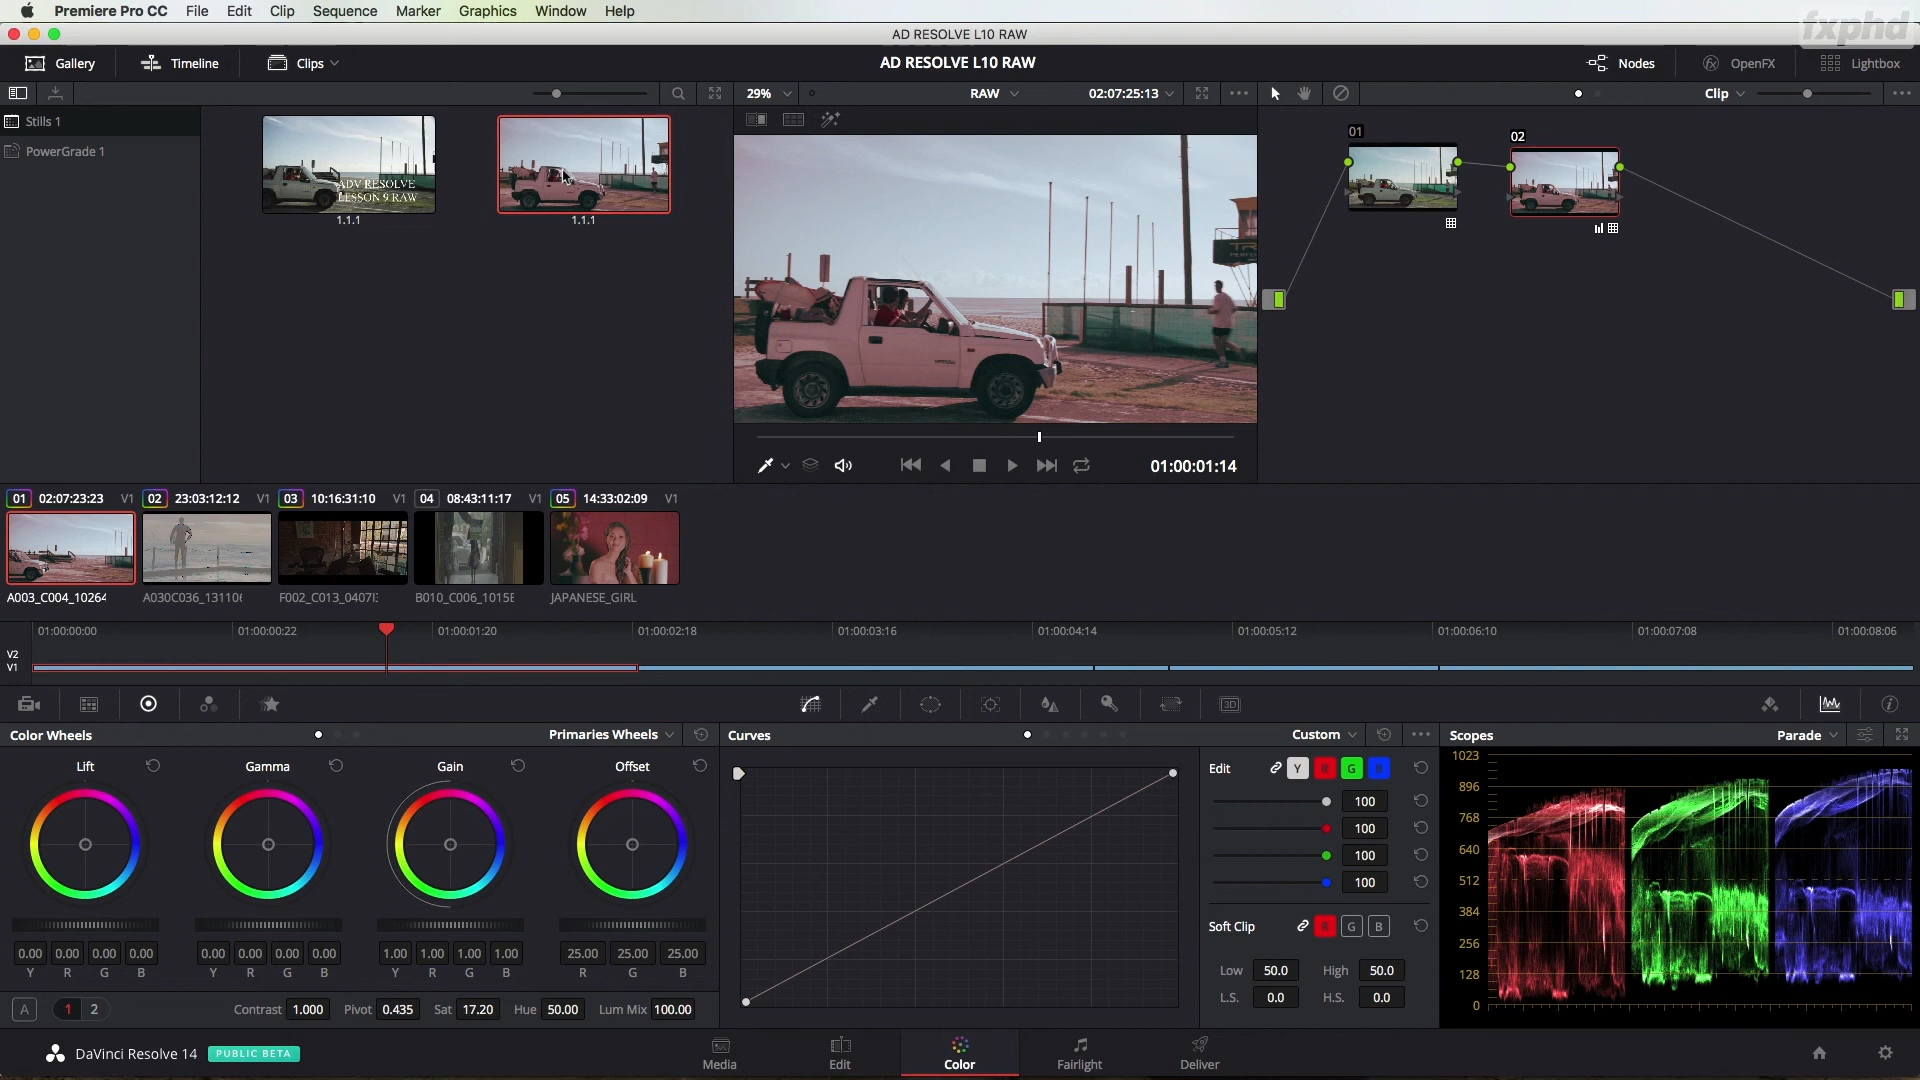 Premiere Pro CC File Edit Clip Sequence Marker Graphics Window Help
fxphd
AD RESOLVE L10 RAW
Gallery Timeline Clips AD RESOLVE L10 RAW Nodes OpenFX Lightbox
29% RAW 02:07:25:13 Clip
Stills 1
PowerGrade 1
ADV RESOLVE
LESSON 9 RAW
1.1.1 1.1.1
01 02
01:00:01:14
01 02:07:23:23 V1 02 23:03:12:12 V1 03 10:16:31:10 V1 04 08:43:11:17 V1 05 14:33:02:09 V1
A003_C004_10264 A030C036_131106 F002_C013_0407 B010_C006_1015E JAPANESE_GIRL
01:00:00:00 01:00:00:22 01:00:01:20 01:00:02:18 01:00:03:16 01:00:04:14 01:00:05:12 01:00:06:10 01:00:07:08 01:00:08:06
V2
V1
3D
Color Wheels Primaries Wheels Curves Custom Scopes Parade
Lift Gamma Gain Offset
Edit Y R G B
100
100
100
100
Soft Clip R G B
Low 50.0 High 50.0
L.S. 0.0 H.S. 0.0
0.00 0.00 0.00 0.00 0.00 0.00 0.00 0.00 1.00 1.00 1.00 1.00 25.00 25.00 25.00
Y R G B Y R G B Y R G B R G B
A 1 2 Contrast 1.000 Pivot 0.435 Sat 17.20 Hue 50.00 Lum Mix 100.00
1023
896
768
640
512
384
256
128
0
DaVinci Resolve 14 PUBLIC BETA Media Edit Color Fairlight Deliver